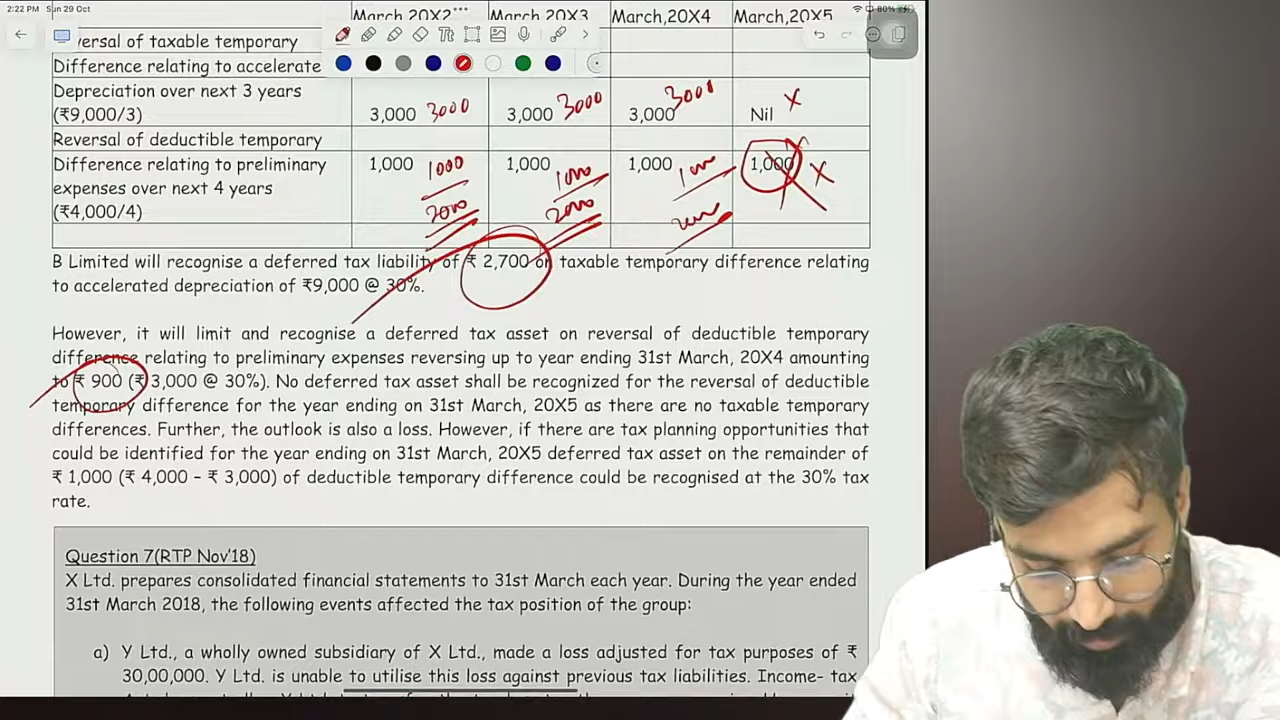 2:22 PM Sun 29 Oct
80%
March 20X2 March 20X3 March,20X4 March,20X5
versal of taxable temporary
Difference relating to accelerate
Depreciation over next 3 years
(₹9,000/3) 3,000 3000 3,000 3000 3,000 3000 Nil X
Reversal of deductible temporary
Difference relating to preliminary 1,000 1000 1,000 1000 1,000 1000 1,000 X
expenses over next 4 years
(₹4,000/4) 2000 2000 2000
B Limited will recognise a deferred tax liability of ₹ 2,700 on taxable temporary difference relating
to accelerated depreciation of ₹9,000 @ 30%.
However, it will limit and recognise a deferred tax asset on reversal of deductible temporary
difference relating to preliminary expenses reversing up to year ending 31st March, 20X4 amounting
to ₹ 900 (₹ 3,000 @ 30%). No deferred tax asset shall be recognized for the reversal of deductible
temporary difference for the year ending on 31st March, 20X5 as there are no taxable temporary
differences. Further, the outlook is also a loss. However, if there are tax planning opportunities that
could be identified for the year ending on 31st March, 20X5 deferred tax asset on the remainder of
₹ 1,000 (₹ 4,000 – ₹ 3,000) of deductible temporary difference could be recognised at the 30% tax
rate.
Question 7(RTP Nov'18)
X Ltd. prepares consolidated financial statements to 31st March each year. During the year ended
31st March 2018, the following events affected the tax position of the group:
a) Y Ltd., a wholly owned subsidiary of X Ltd., made a loss adjusted for tax purposes of ₹
30,00,000. Y Ltd. is unable to utilise this loss against previous tax liabilities. Income- tax